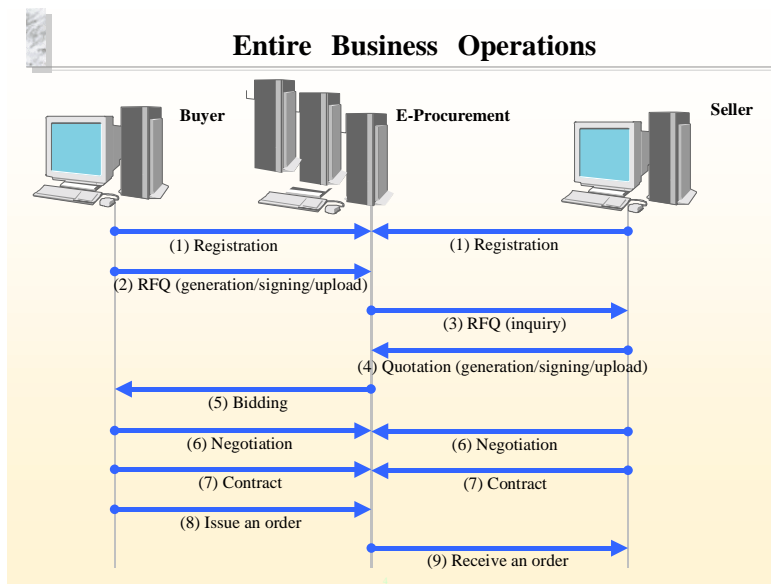 Entire Business Operations
Buyer
E-Procurement
Seller
(1) Registration
(1) Registration
(2) RFQ (generation/signing/upload)
(3) RFQ (inquiry)
(4) Quotation (generation/signing/upload)
(5) Bidding
(6) Negotiation
(6) Negotiation
(7) Contract
(7) Contract
(8) Issue an order
(9) Receive an order